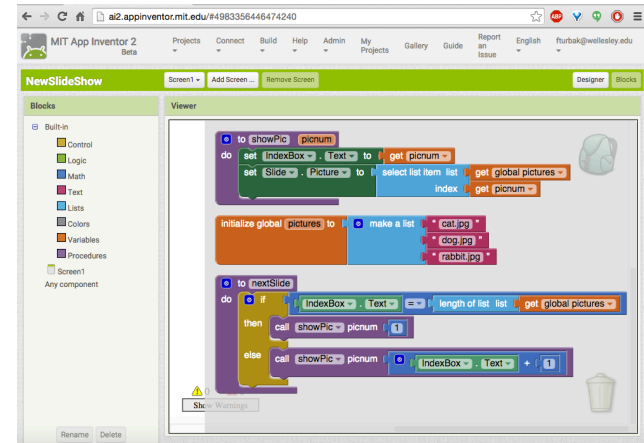 ai2.appinventor.mit.edu/#4983356446474240
MIT App Inventor 2
Beta
Projects Connect Build Help Admin My Projects Gallery Guide Report an Issue English fturbak@wellesley.edu
NewSlideShow Screen1 Add Screen ... Remove Screen Designer Blocks
Blocks Viewer
Built-in
Control
Logic
Math
Text
Lists
Colors
Variables
Procedures
Screen1
Any component
Rename Delete
to showPic picnum
do set IndexBox . Text to get picnum
set Slide . Picture to select list item list get global pictures
index get picnum
initialize global pictures to make a list " cat.jpg "
" dog.jpg "
" rabbit.jpg "
to nextSlide
do if IndexBox . Text = length of list list get global pictures
then call showPic picnum 1
else call showPic picnum IndexBox . Text + 1
0 0
Show Warnings